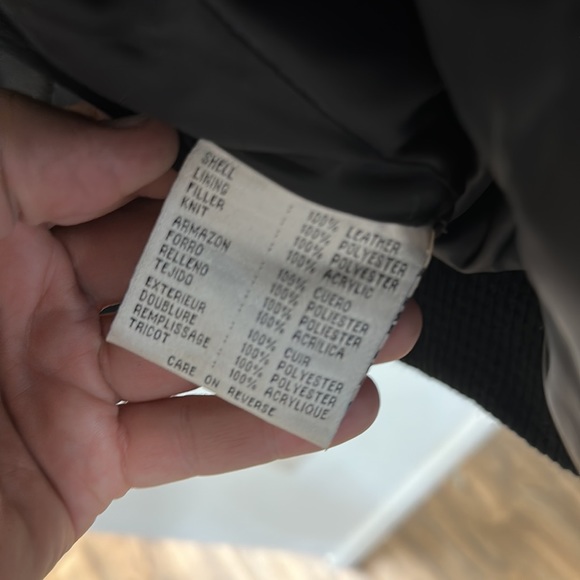 SHELL 100% LEATHER
LINING 100% POLYESTER
FILLER 100% POLYESTER
KNIT 100% ACRYLIC
ARMAZON 100% CUERO
FORRO 100% POLIESTER
RELLENO 100% POLIESTER
TEJIDO 100% ACRILICA
EXTERIEUR 100% CUIR
DOUBLURE 100% POLYESTER
REMPLISSAGE 100% POLYESTER
TRICOT 100% ACRYLIQUE
CARE ON REVERSE